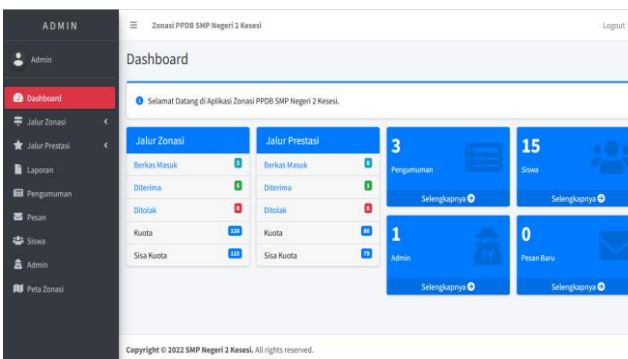 ADMIN
Zonasi PPDB SMP Negeri 2 Kesesi
Logout
Admin
Dashboard
Dashboard
Selamat Datang di Aplikasi Zonasi PPDB SMP Negeri 2 Kesesi.
Jalur Zonasi
Jalur Prestasi
Laporan
Pengumuman
Pesan
Siswa
Admin
Peta Zonasi
Jalur Zonasi
Berkas Masuk
Diterima 5
Ditolak 0
Kuota 120
Sisa Kuota 115
Jalur Prestasi
Berkas Masuk
Diterima 1
Ditolak 0
Kuota 80
Sisa Kuota 79
3
Pengumuman
Selengkapnya
15
Siswa
Selengkapnya
1
Admin
Selengkapnya
0
Pesan Baru
Selengkapnya
Copyright © 2022 SMP Negeri 2 Kesesi. All rights reserved.